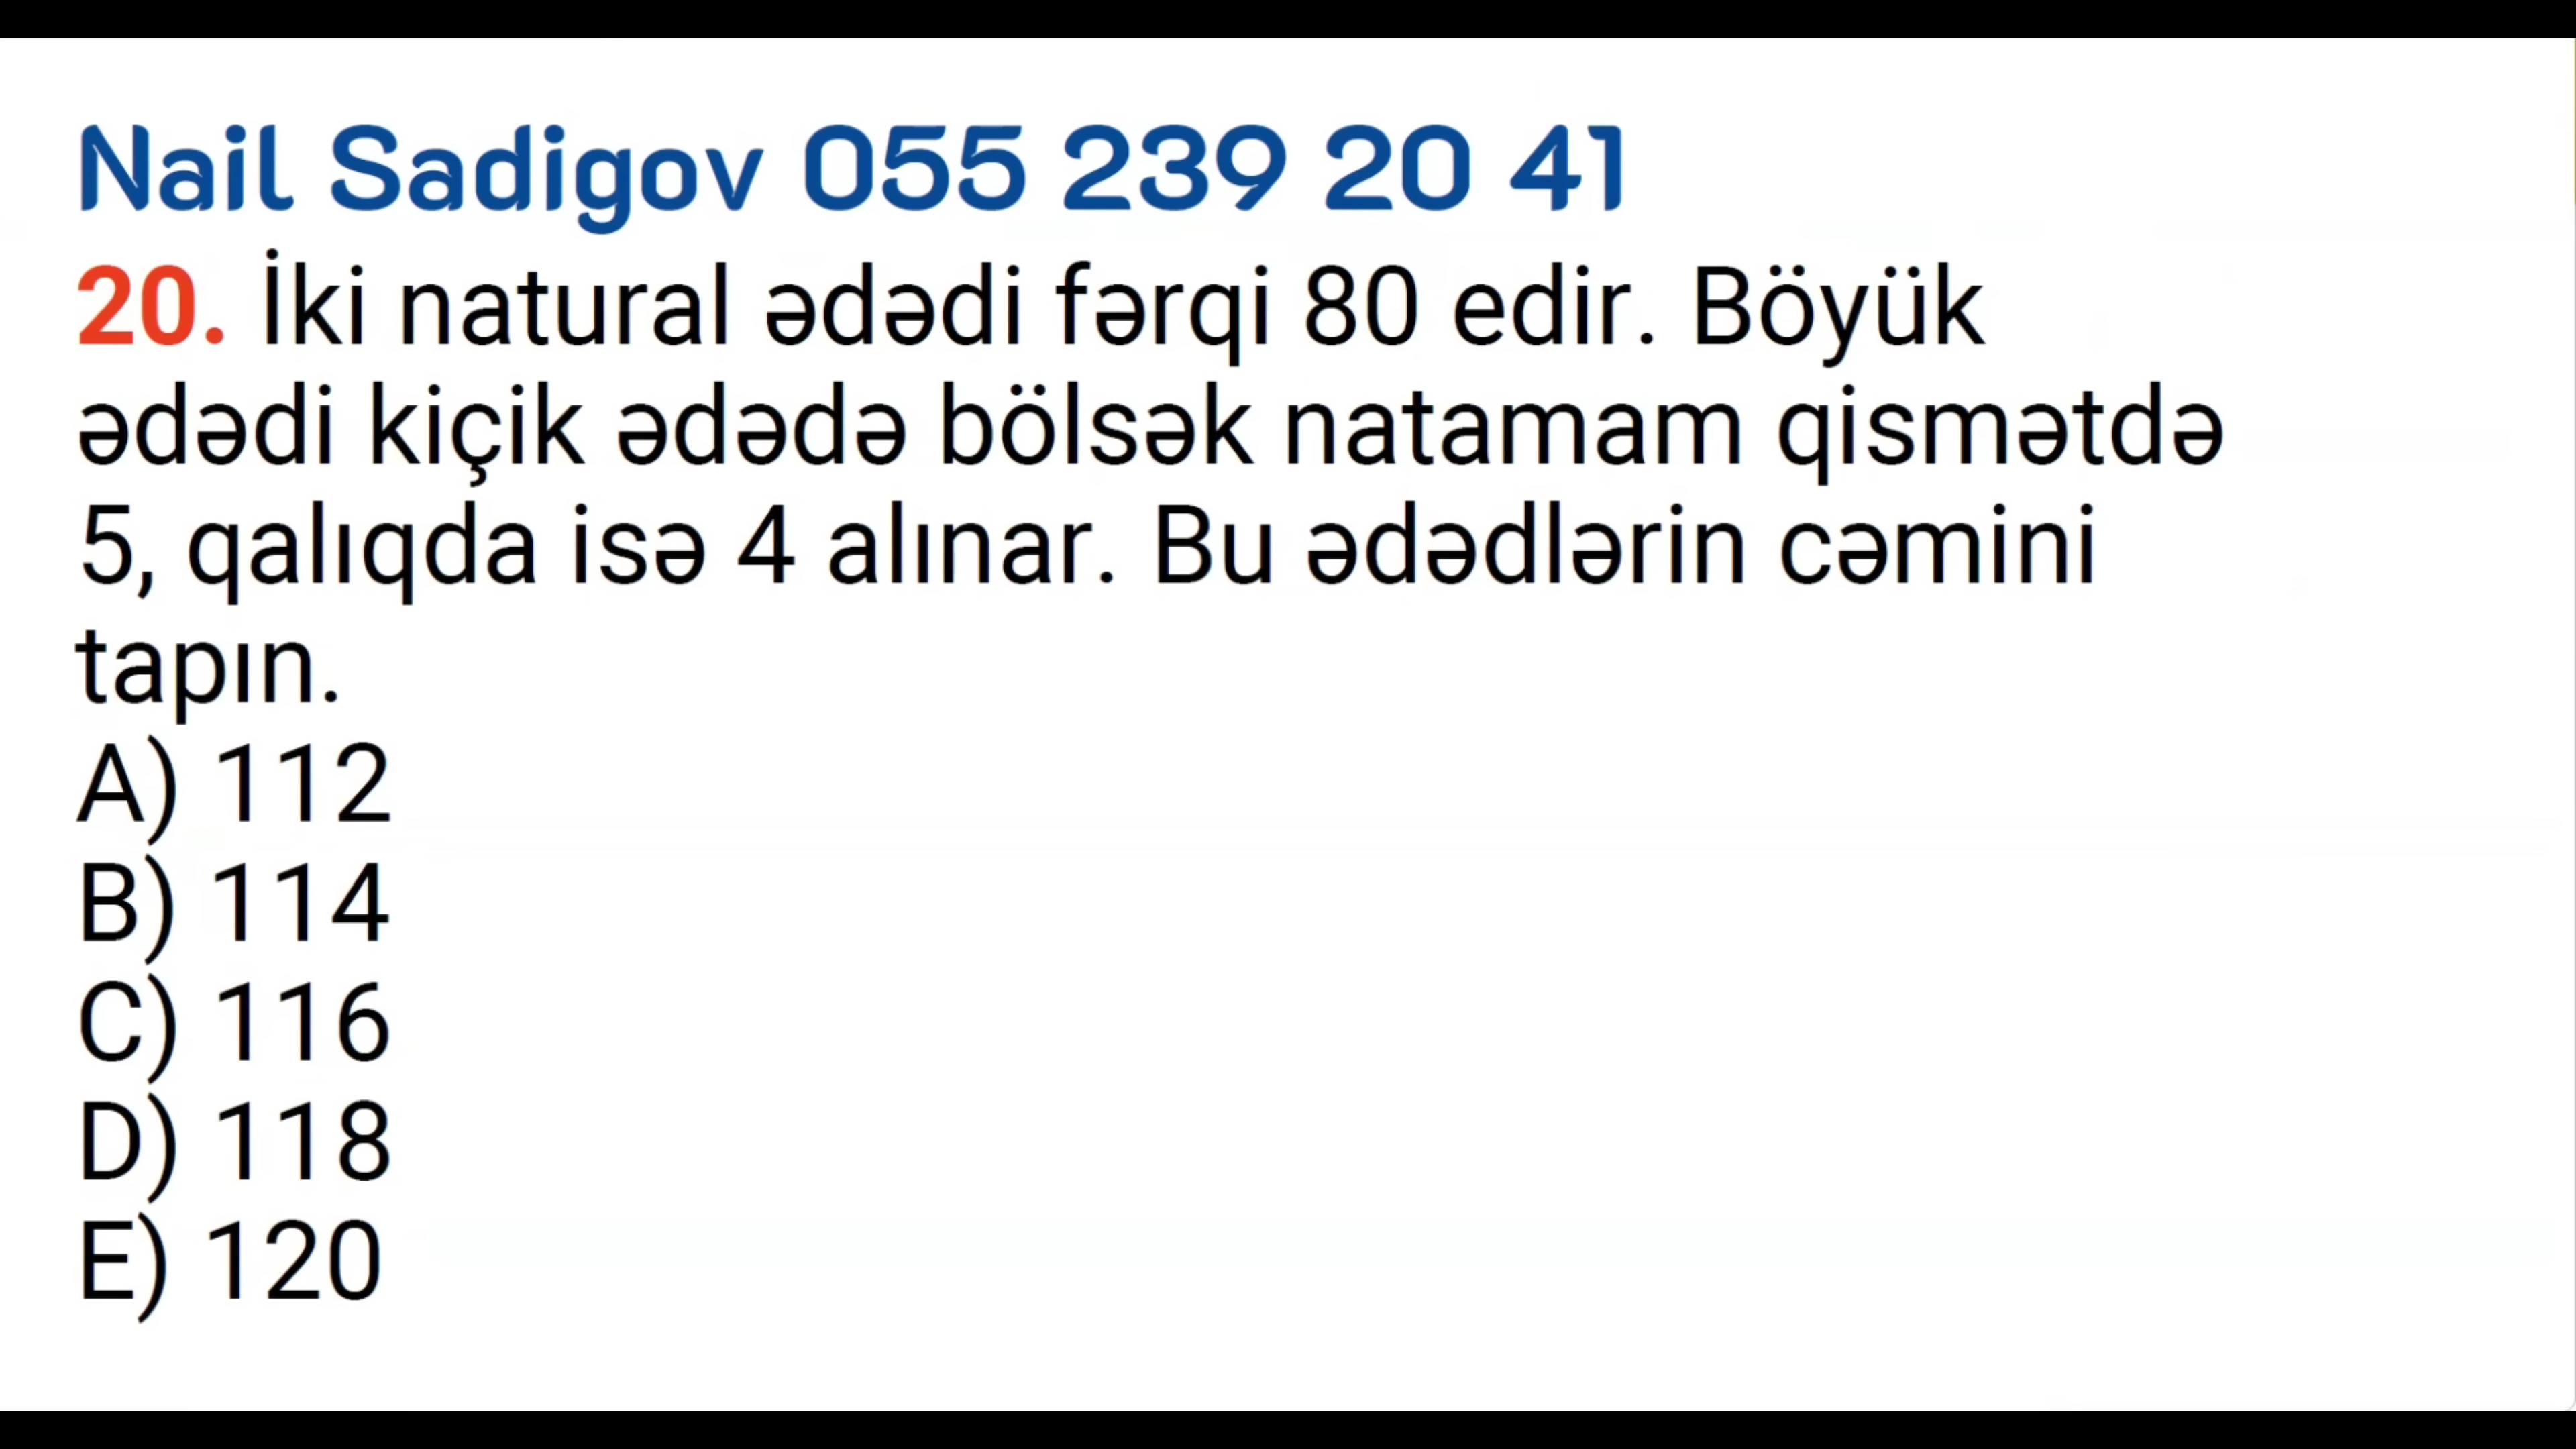 Nail Sadigov 055 239 20 41
20. İki natural ədədi fərqi 80 edir. Böyük
ədədi kiçik ədədə bölsək natamam qismətdə
5, qalıqda isə 4 alınar. Bu ədədlərin cəmini
tapın.
A) 112
B) 114
C) 116
D) 118
E) 120